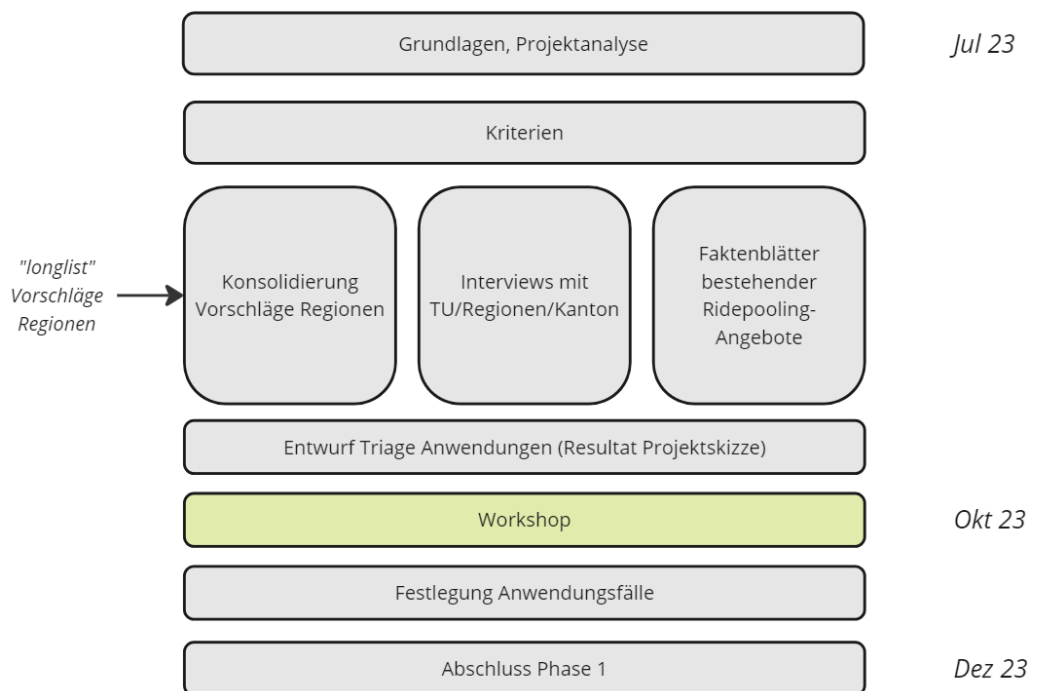 Grundlagen, Projektanalyse
Jul 23
Kriterien
"longlist"
Vorschläge
Regionen
Konsolidierung
Vorschläge Regionen
Interviews mit
TU/Regionen/Kanton
Faktenblätter
bestehender
Ridepooling-
Angebote
Entwurf Triage Anwendungen (Resultat Projektskizze)
Workshop
Okt 23
Festlegung Anwendungsfälle
Abschluss Phase 1
Dez 23